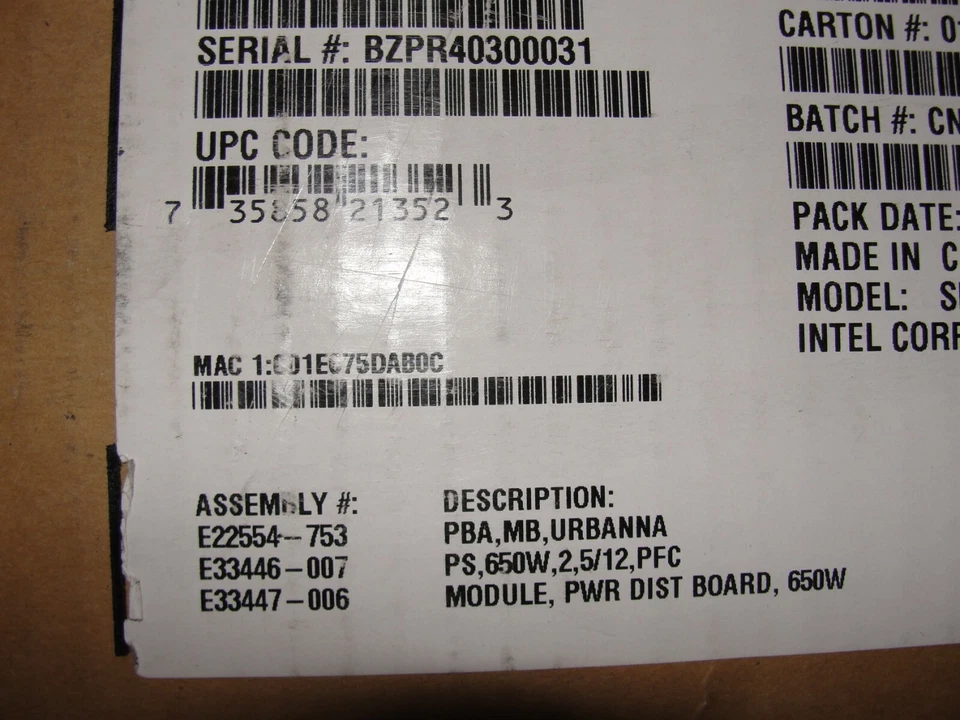 SERIAL #: BZPR40300031
UPC CODE:
7 35858 21352 3
MAC 1:
ASSEMBLY #: DESCRIPTION:
E22554-753 PBA,MB,URBANNA
E33446-007 PS,650W,2,5/12,PFC
E33447-006 MODULE, PWR DIST BOARD, 650W
CARTON #:
BATCH #:
PACK DATE:
MADE IN
MODEL:
INTEL